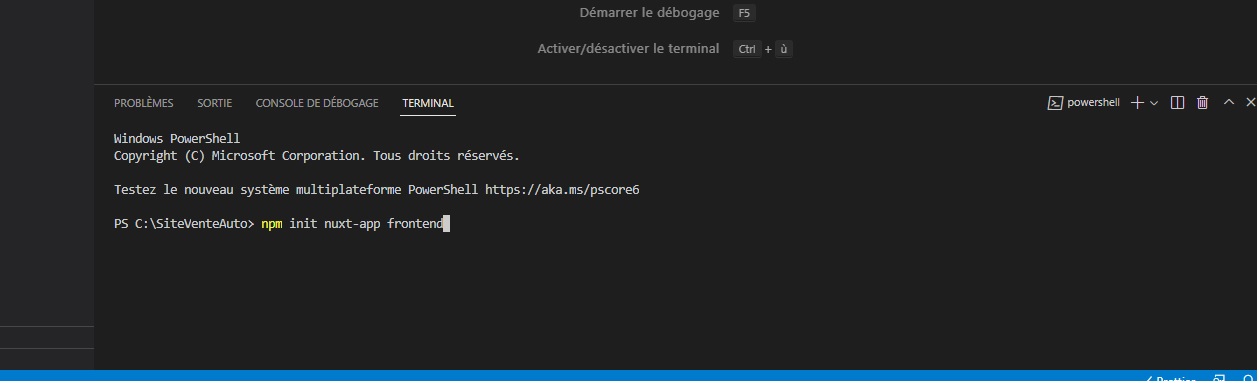 Démarrer le débogage F5
Activer/désactiver le terminal Ctrl + ù
PROBLÈMES SORTIE CONSOLE DE DÉBOGAGE TERMINAL powershell
Windows PowerShell
Copyright (C) Microsoft Corporation. Tous droits réservés.
Testez le nouveau système multiplateforme PowerShell https://aka.ms/pscore6
PS C:\SiteVenteAuto> npm init nuxt-app frontend